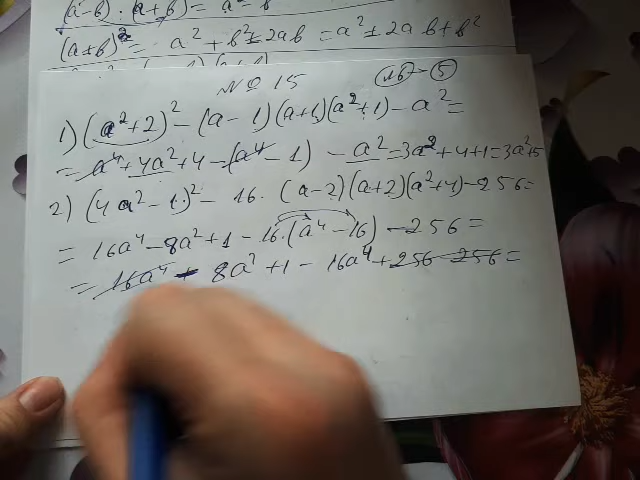 (a-b)·(a+b)= a²-b²
(a±b)²= a²+b²±2ab = a²±2ab+b²
№ 15
1) (a²+2)²-(a-1)(a+1)(a²+1)-a²=
= a⁴+4a²+4-(a⁴-1) - a²=3a²+4+1=3a²+5
2) (4a²-1)²- 16·(a-2)(a+2)(a²+4)-256=
= 16a⁴-8a²+1-16·(a⁴-16)-256=
= 16a⁴- 8a²+1-16a⁴+256-256=